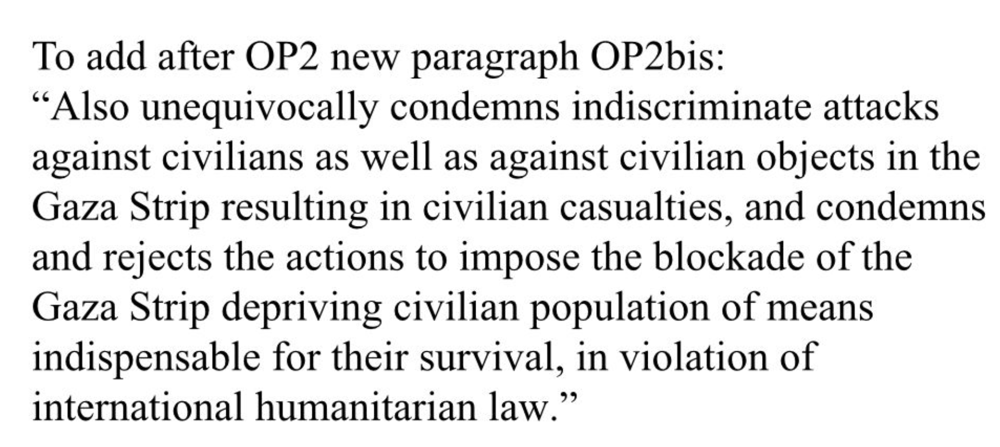 To add after OP2 new paragraph OP2bis:
“Also unequivocally condemns indiscriminate attacks
against civilians as well as against civilian objects in the
Gaza Strip resulting in civilian casualties, and condemns
and rejects the actions to impose the blockade of the
Gaza Strip depriving civilian population of means
indispensable for their survival, in violation of
international humanitarian law.”